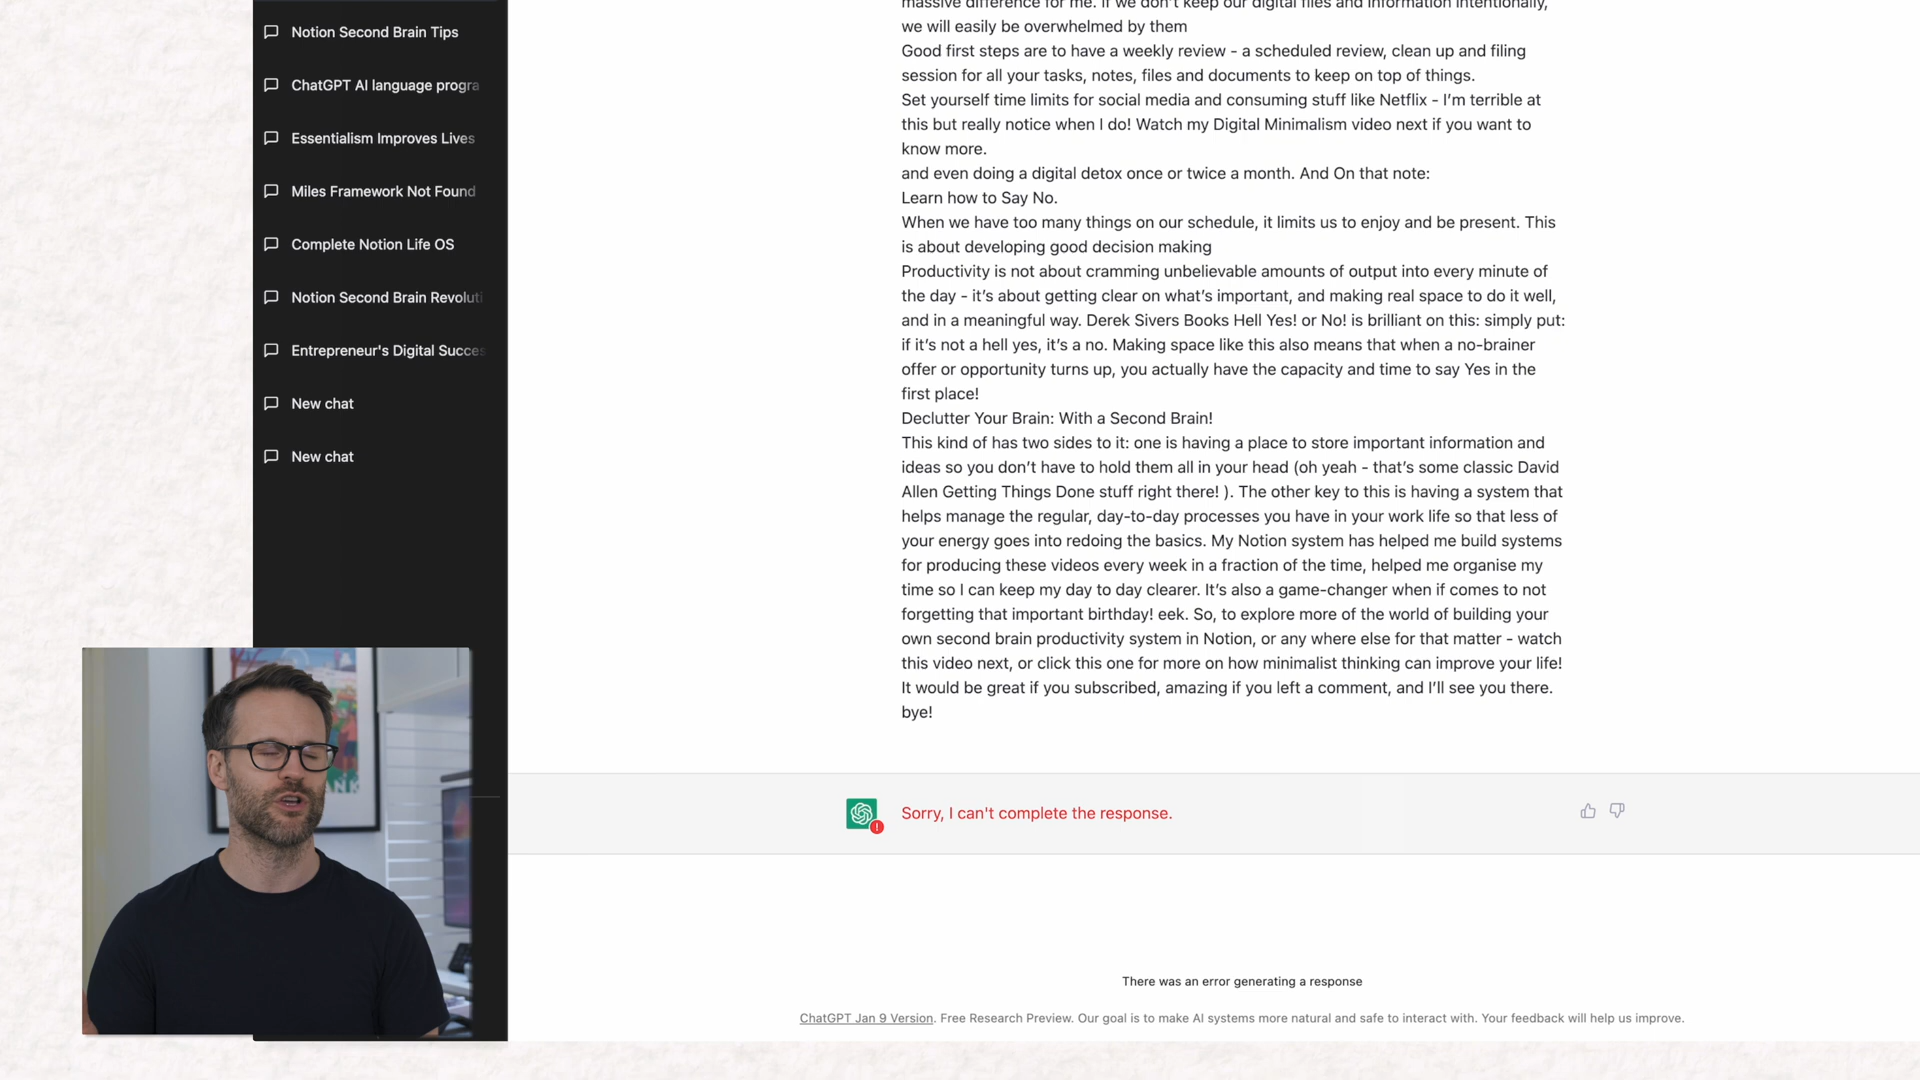 Notion Second Brain Tips
ChatGPT AI language progra
Essentialism Improves Lives
Miles Framework Not Found
Complete Notion Life OS
Notion Second Brain Revoluti
Entrepreneur's Digital Succes
New chat
New chat
massive difference for me. If we don't keep our digital files and information intentionally,
we will easily be overwhelmed by them
Good first steps are to have a weekly review - a scheduled review, clean up and filing
session for all your tasks, notes, files and documents to keep on top of things.
Set yourself time limits for social media and consuming stuff like Netflix - I'm terrible at
this but really notice when I do! Watch my Digital Minimalism video next if you want to
know more.
and even doing a digital detox once or twice a month. And On that note:
Learn how to Say No.
When we have too many things on our schedule, it limits us to enjoy and be present. This
is about developing good decision making
Productivity is not about cramming unbelievable amounts of output into every minute of
the day - it's about getting clear on what's important, and making real space to do it well,
and in a meaningful way. Derek Sivers Books Hell Yes! or No! is brilliant on this: simply put:
if it's not a hell yes, it's a no. Making space like this also means that when a no-brainer
offer or opportunity turns up, you actually have the capacity and time to say Yes in the
first place!
Declutter Your Brain: With a Second Brain!
This kind of has two sides to it: one is having a place to store important information and
ideas so you don't have to hold them all in your head (oh yeah - that's some classic David
Allen Getting Things Done stuff right there! ). The other key to this is having a system that
helps manage the regular, day-to-day processes you have in your work life so that less of
your energy goes into redoing the basics. My Notion system has helped me build systems
for producing these videos every week in a fraction of the time, helped me organise my
time so I can keep my day to day clearer. It's also a game-changer when if comes to not
forgetting that important birthday! eek. So, to explore more of the world of building your
own second brain productivity system in Notion, or any where else for that matter - watch
this video next, or click this one for more on how minimalist thinking can improve your life!
It would be great if you subscribed, amazing if you left a comment, and I'll see you there.
bye!
Sorry, I can't complete the response.
There was an error generating a response
ChatGPT Jan 9 Version. Free Research Preview. Our goal is to make AI systems more natural and safe to interact with. Your feedback will help us improve.